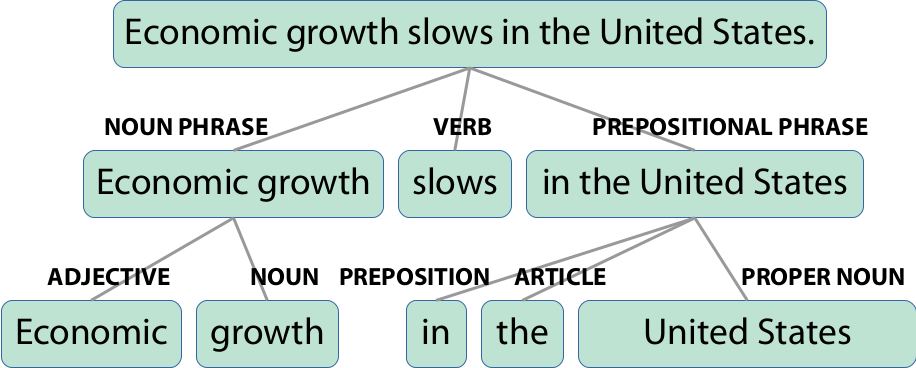 Economic growth slows in the United States.
NOUN PHRASE VERB PREPOSITIONAL PHRASE
Economic growth slows in the United States
ADJECTIVE NOUN PREPOSITION ARTICLE PROPER NOUN
Economic growth in the United States